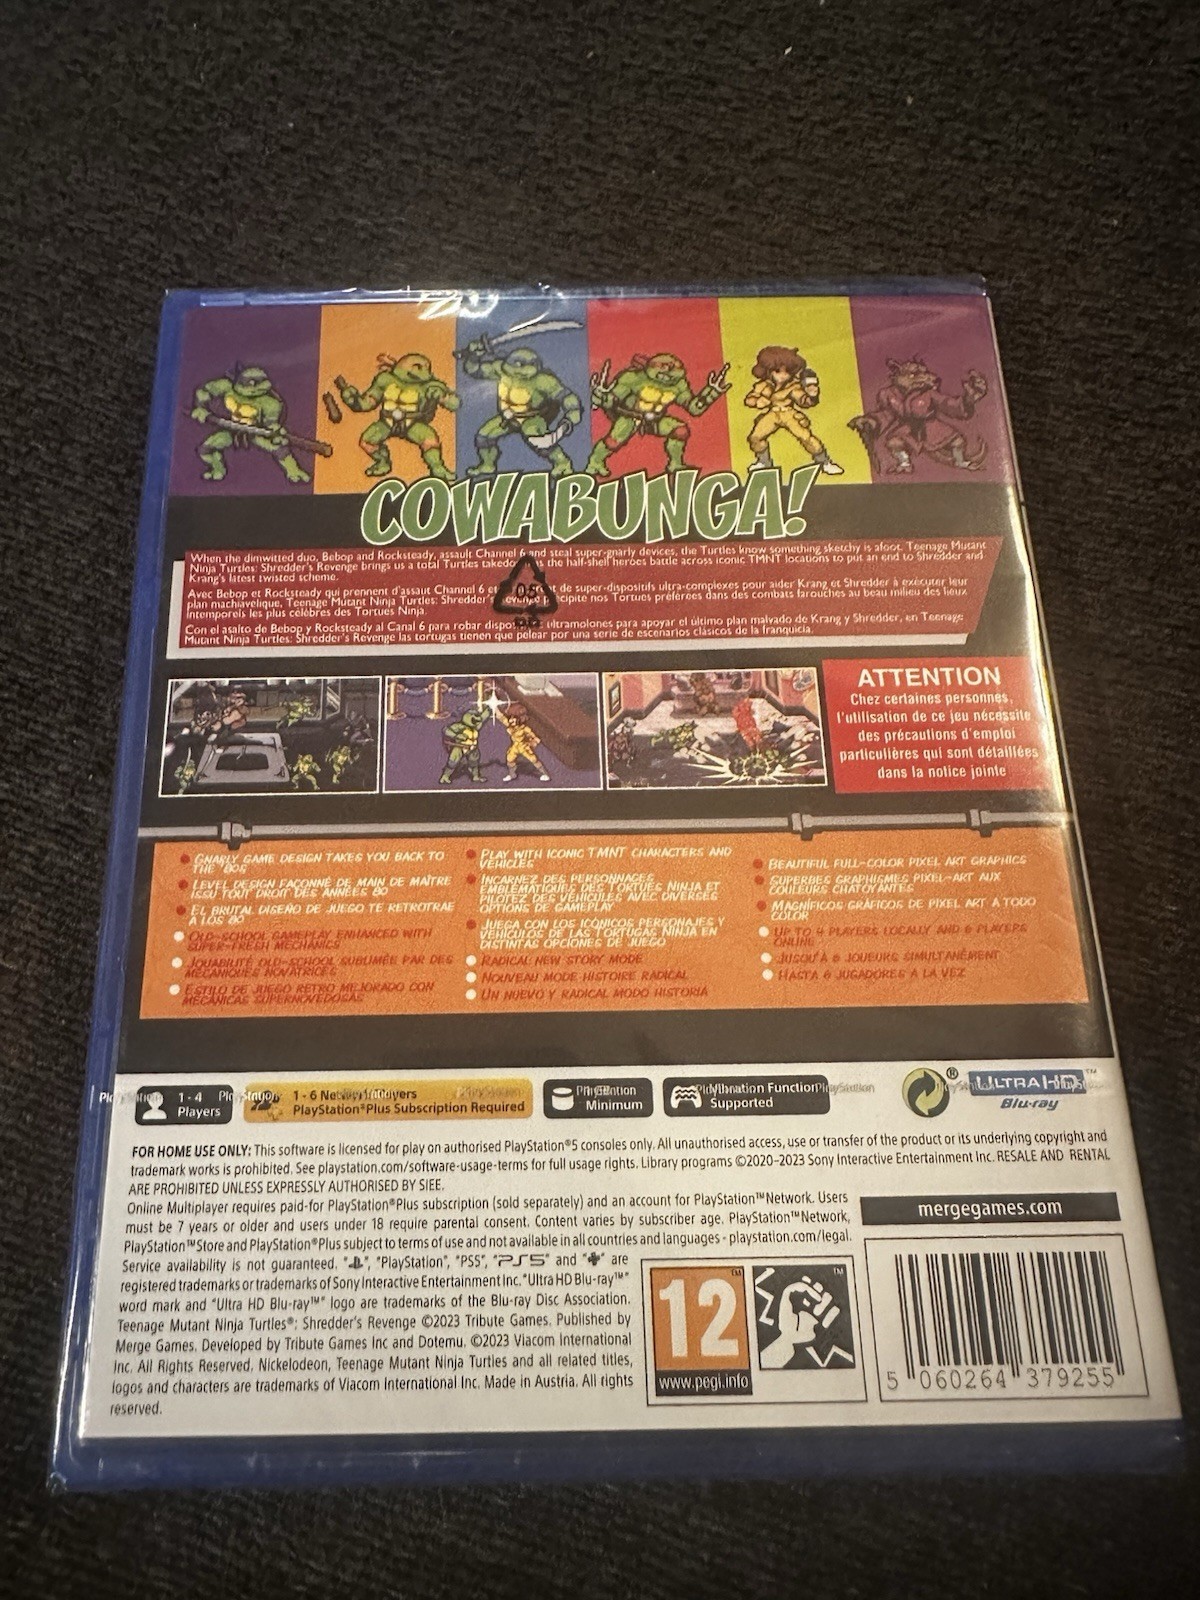 COWABUNGA!
When the dimwitted duo, Bebop and Rocksteady, assault Channel 6 and steal super-gnarly devices, the Turtles know something sketchy is afoot. Teenage Mutant
Ninja Turtles: Shredder's Revenge brings us a total Turtles takedo as the half-shell heroes battle across iconic TMNT locations to put an end to Shredder and
Krang's latest twisted scheme.
Avec Bebop et Rocksteady qui prennent d'assaut Channel 6 et de super-dispositifs ultra-complexes pour aider Krang et Shredder à exécuter leur
plan machiavélique, Teenage Mutant Ninja Turtles: Shredder's Revenge précipite nos Tortues préférées dans des combats farouches au beau milieu des lieux
intemporels les plus célèbres des Tortues Ninja.
Con el asalto de Bebop y Rocksteady al Canal 6 para robar ultramolones para apoyar el último plan malvado de Krang y Shredder, en Teenage
Mutant Ninja Turtles: Shredder's Revenge las tortugas tienen que pelear por una serie de escenarios clásicos de la franquicia.
05
PE
ATTENTION
Chez certaines personnes,
l'utilisation de ce jeu nécessite
des précautions d'emploi
particulières qui sont détaillées
dans la notice jointe
GNARLY GAME DESIGN TAKES YOU BACK TO
THE '80S
LEVEL DESIGN FAÇONNÉ DE MAIN DE MAÎTRE
ISSU TOUT DROIT DES ANNÉES 80
EL BRUTAL DISEÑO DE JUEGO TE RETROTRAE
A LOS 80
OLD-SCHOOL GAMEPLAY ENHANCED WITH
SUPER-FRESH MECHANICS
JOUABILITÉ OLD-SCHOOL SUBLIMÉE PAR DES
MÉCANIQUES NOVATRICES
ESTILO DE JUEGO RETRO MEJORADO CON
MECÁNICAS SUPERNOVEDOSAS
PLAY WITH ICONIC TMNT CHARACTERS AND
VEHICLES
INCARNEZ DES PERSONNAGES
EMBLÉMATIQUES DES TORTUES NINJA ET
PILOTEZ DES VÉHICULES AVEC DIVERSES
OPTIONS DE GAMEPLAY
JUEGA CON LOS ICÓNICOS PERSONAJES Y
VEHÍCULOS DE LAS TORTUGAS NINJA EN
DISTINTAS OPCIONES DE JUEGO
RADICAL NEW STORY MODE
NOUVEAU MODE HISTOIRE RADICAL
UN NUEVO Y RADICAL MODO HISTORIA
BEAUTIFUL FULL-COLOR PIXEL ART GRAPHICS
SUPERBES GRAPHISMES PIXEL-ART AUX
COULEURS CHATOYANTES
MAGNÍFICOS GRÁFICOS DE PIXEL ART A TODO
COLOR
UP TO 4 PLAYERS LOCALLY AND 6 PLAYERS
ONLINE
JUSQU'À 6 JOUEURS SIMULTANÉMENT
HASTA 6 JUGADORES A LA VEZ
1 - 4
Players
1 - 6 Network Players
PlayStation®Plus Subscription Required
Minimum
Vibration Function
Supported
®
ULTRA HD™
Blu-ray
FOR HOME USE ONLY: This software is licensed for play on authorised PlayStation®5 consoles only. All unauthorised access, use or transfer of the product or its underlying copyright and
trademark works is prohibited. See playstation.com/software-usage-terms for full usage rights. Library programs ©2020-2023 Sony Interactive Entertainment Inc. RESALE AND RENTAL
ARE PROHIBITED UNLESS EXPRESSLY AUTHORISED BY SIEE.
Online Multiplayer requires paid-for PlayStation®Plus subscription (sold separately) and an account for PlayStation™Network. Users
must be 7 years or older and users under 18 require parental consent. Content varies by subscriber age. PlayStation™Network,
PlayStation™Store and PlayStation®Plus subject to terms of use and not available in all countries and languages - playstation.com/legal.
Service availability is not guaranteed. "", "PlayStation", "PS5", "PS5" and "" are
registered trademarks or trademarks of Sony Interactive Entertainment Inc. "Ultra HD Blu-ray™"
word mark and "Ultra HD Blu-ray™" logo are trademarks of the Blu-ray Disc Association.
Teenage Mutant Ninja Turtles®: Shredder's Revenge ©2023 Tribute Games. Published by
Merge Games. Developed by Tribute Games Inc and Dotemu. ©2023 Viacom International
Inc. All Rights Reserved. Nickelodeon, Teenage Mutant Ninja Turtles and all related titles,
logos and characters are trademarks of Viacom International Inc. Made in Austria. All rights
reserved.
mergegames.com
12
www.pegi.info
5 060264 379255